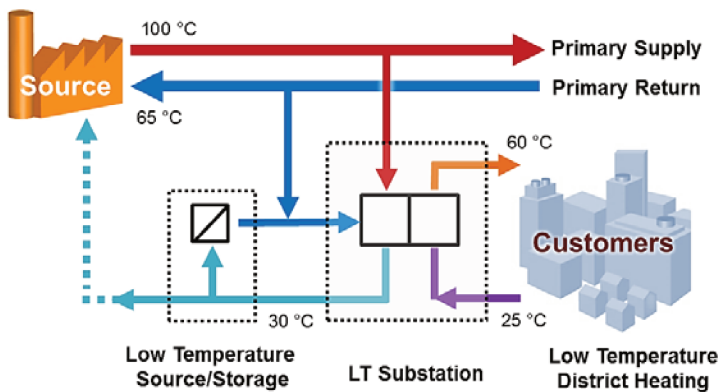 100 °C
Primary Supply
Source
Primary Return
65 °C
60 °C
Customers
30 °C
25 °C
Low Temperature
Source/Storage
LT Substation
Low Temperature
District Heating